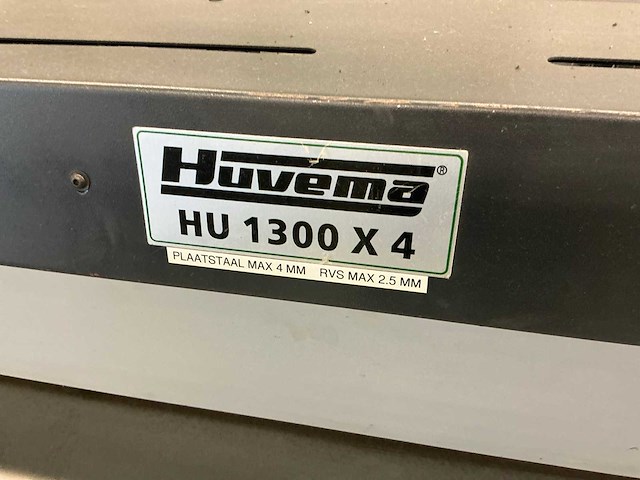 Huvema®
HU 1300 X 4
PLAATSTAAL MAX 4 MM RVS MAX 2.5 MM